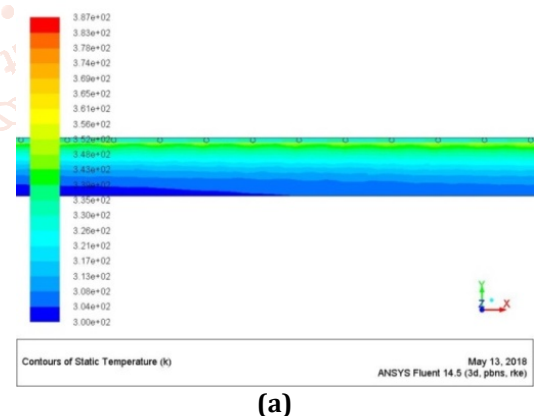 3.87e+02
3.83e+02
3.78e+02
3.74e+02
3.70e+02
3.65e+02
3.61e+02
3.56e+02
3.52e+02
3.48e+02
3.43e+02
3.39e+02
3.35e+02
3.30e+02
3.26e+02
3.17e+02
3.13e+02
3.08e+02
3.04e+02
3.00e+02
Y
Z X
Contours of Static Temperature (k)
May 13, 2018
ANSYS Fluent 14.5 (3d, pbns, rke)
(a)